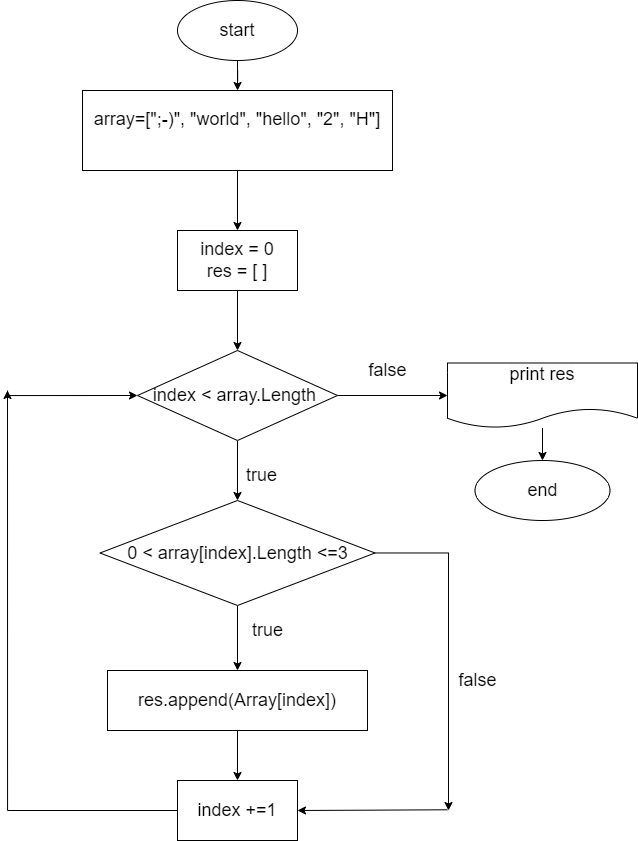 start
array=[";-)", "world", "hello", "2", "H"]
index = 0
res = [ ]
index < array.Length
false
print res
true
end
0 < array[index].Length <=3
true
false
res.append(Array[index])
index +=1